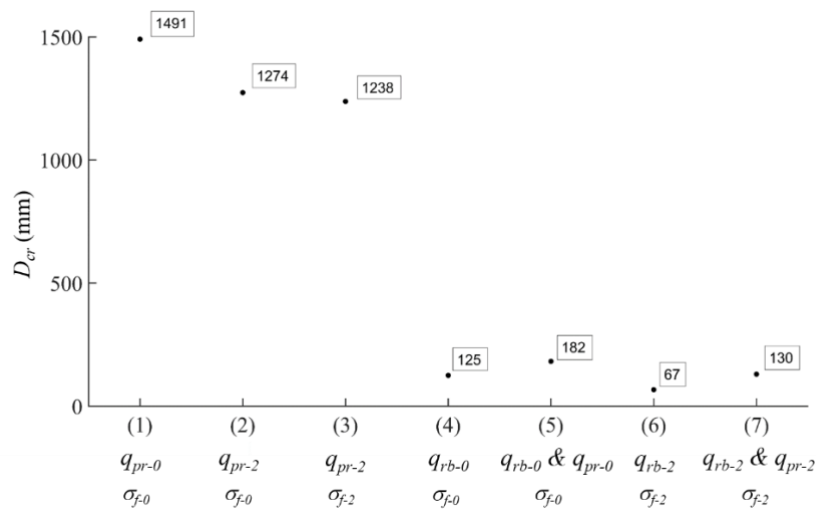 1500
1491
1274
1238
1000
D_cr (mm)
500
125
182
67
130
0
(1) (2) (3) (4) (5) (6) (7)
q_pr-0 q_pr-2 q_pr-2 q_rb-0 q_rb-0 & q_pr-0 q_rb-2 q_rb-2 & q_pr-2
σ_f-0 σ_f-0 σ_f-2 σ_f-0 σ_f-0 σ_f-2 σ_f-2